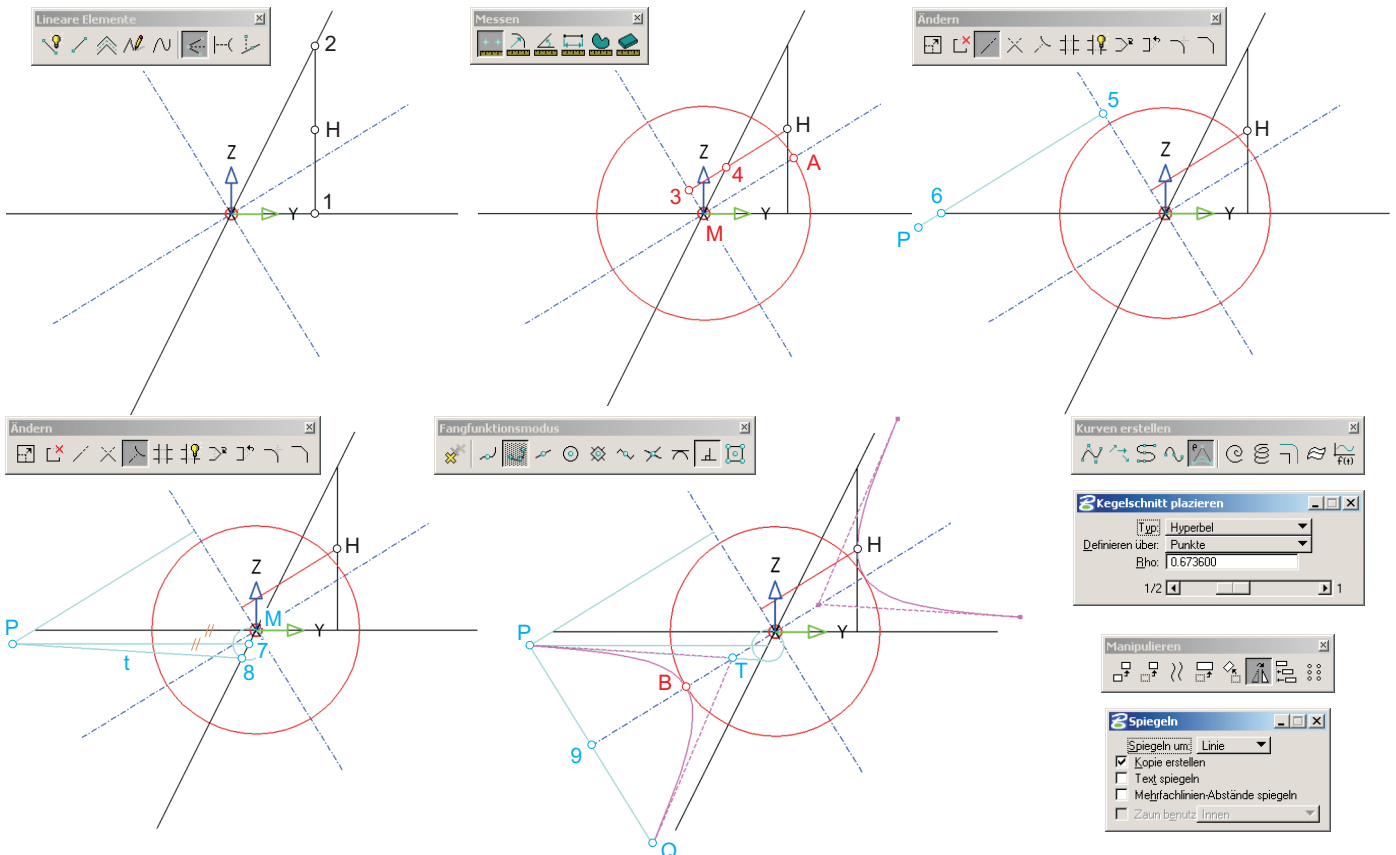 Lineare Elemente
2
H
Z
1
Y
Messen
H
A
Z
4
3
Y
M
Ändern
5
H
Z
6
Y
P
Ändern
H
Z
M
P
Y
7
t
8
Fangfunktionsmodus
H
Z
P
Y
T
B
9
Q
Kurven erstellen
e
f(t)
Kegelschnitt plazieren
Typ: Hyperbel
Definieren über: Punkte
Rho: 0.673600
1/2 1
Manipulieren
Spiegeln
Spiegeln um: Linie
Kopie erstellen
Text spiegeln
Mehrfachlinien-Abstände spiegeln
Zaun benutz Innen